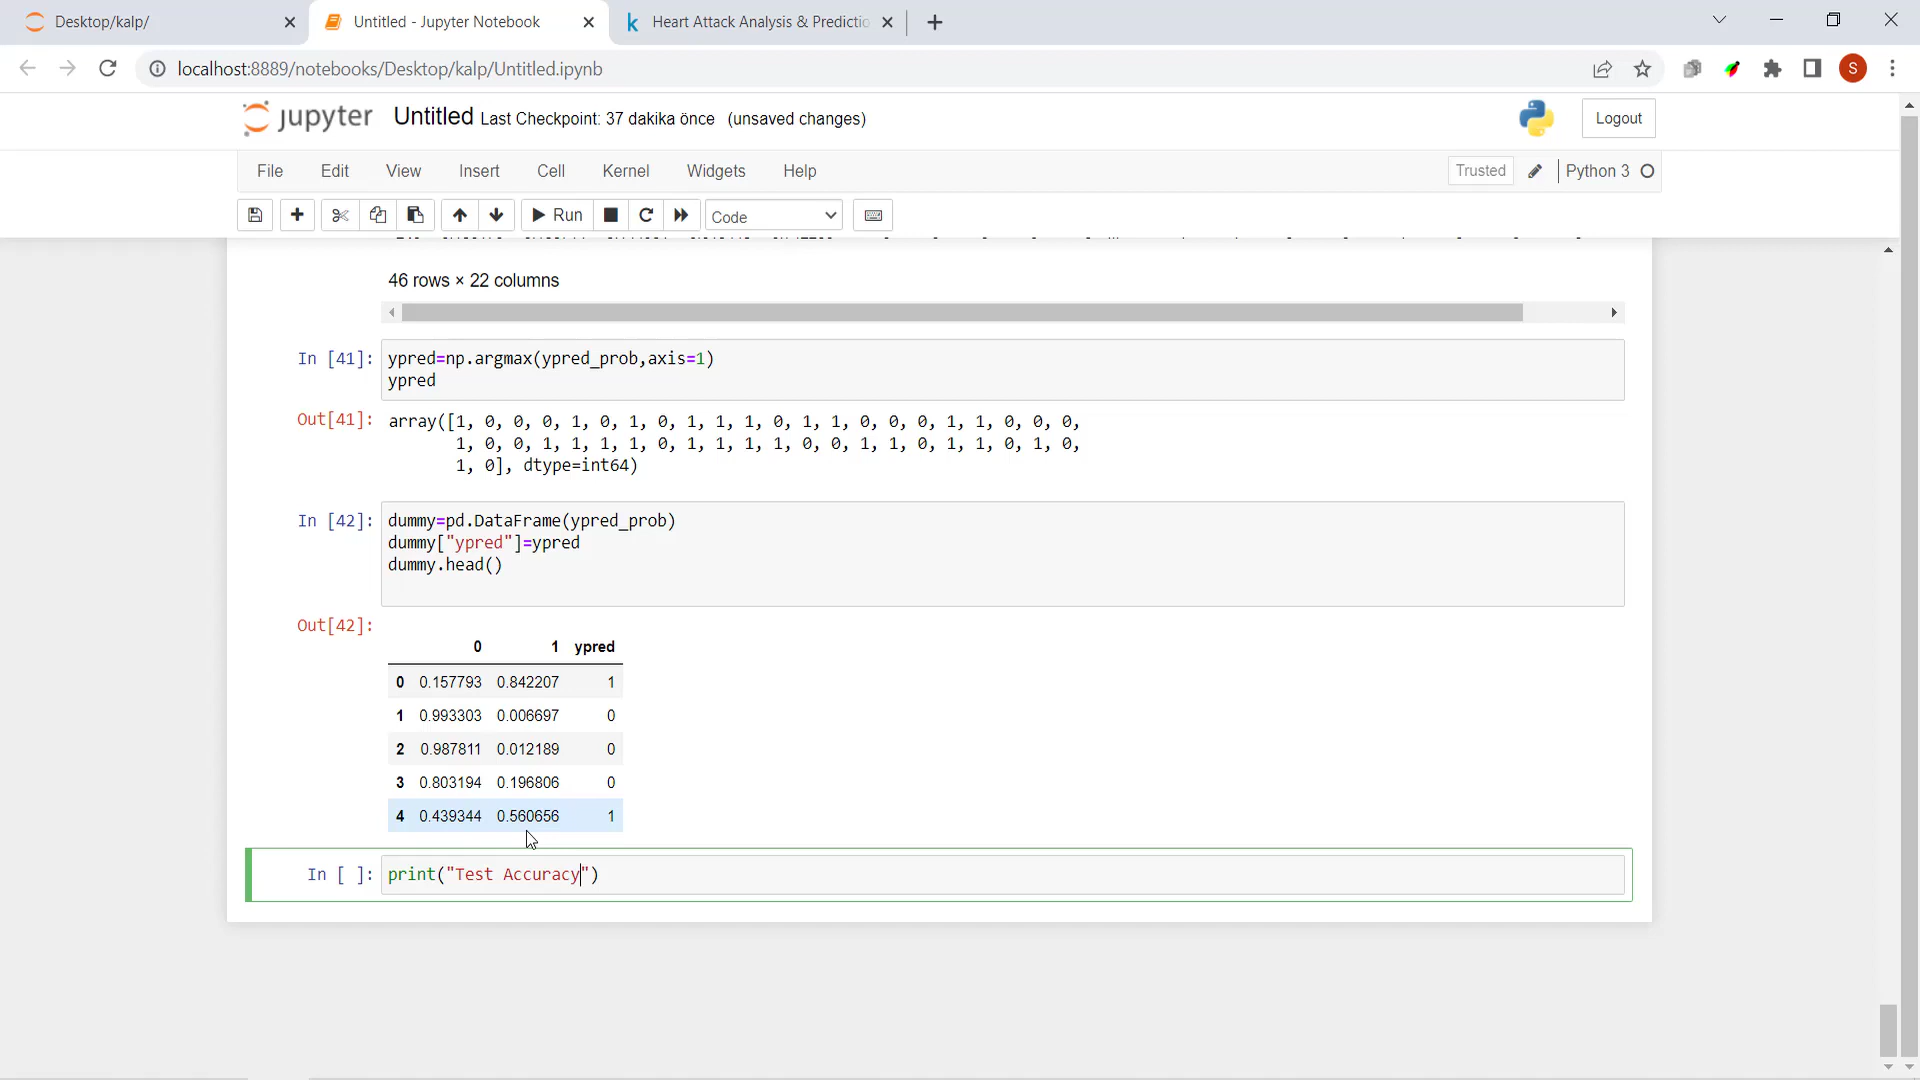 Desktop/kalp/
Untitled - Jupyter Notebook
Heart Attack Analysis & Predictio
localhost:8889/notebooks/Desktop/kalp/Untitled.ipynb
S
jupyter Untitled Last Checkpoint: 37 dakika önce (unsaved changes)
Logout
File Edit View Insert Cell Kernel Widgets Help
Trusted Python 3
Run Code
46 rows × 22 columns
In [41]: ypred=np.argmax(ypred_prob,axis=1)
ypred
Out[41]: array([1, 0, 0, 0, 1, 0, 1, 0, 1, 1, 1, 0, 1, 1, 0, 0, 0, 1, 1, 0, 0, 0,
1, 0, 0, 1, 1, 1, 1, 0, 1, 1, 1, 1, 0, 0, 1, 1, 0, 1, 1, 0, 1, 0,
1, 0], dtype=int64)
In [42]: dummy=pd.DataFrame(ypred_prob)
dummy["ypred"]=ypred
dummy.head()
Out[42]:
0 1 ypred
0 0.157793 0.842207 1
1 0.993303 0.006697 0
2 0.987811 0.012189 0
3 0.803194 0.196806 0
4 0.439344 0.560656 1
In [ ]: print("Test Accuracy")